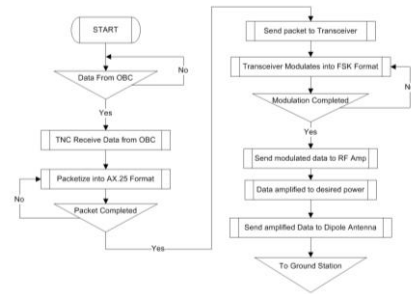 START
Data From OBC
No
Yes
TNC Receive Data from OBC
Packetize into AX.25 Format
No
Packet Completed
Yes
Send packet to Transceiver
Transceiver Modulates into FSK Format
No
Modulation Completed
Yes
Send modulated data to RF Amp
Data amplified to desired power
Send amplified Data to Dipole Antenna
To Ground Station